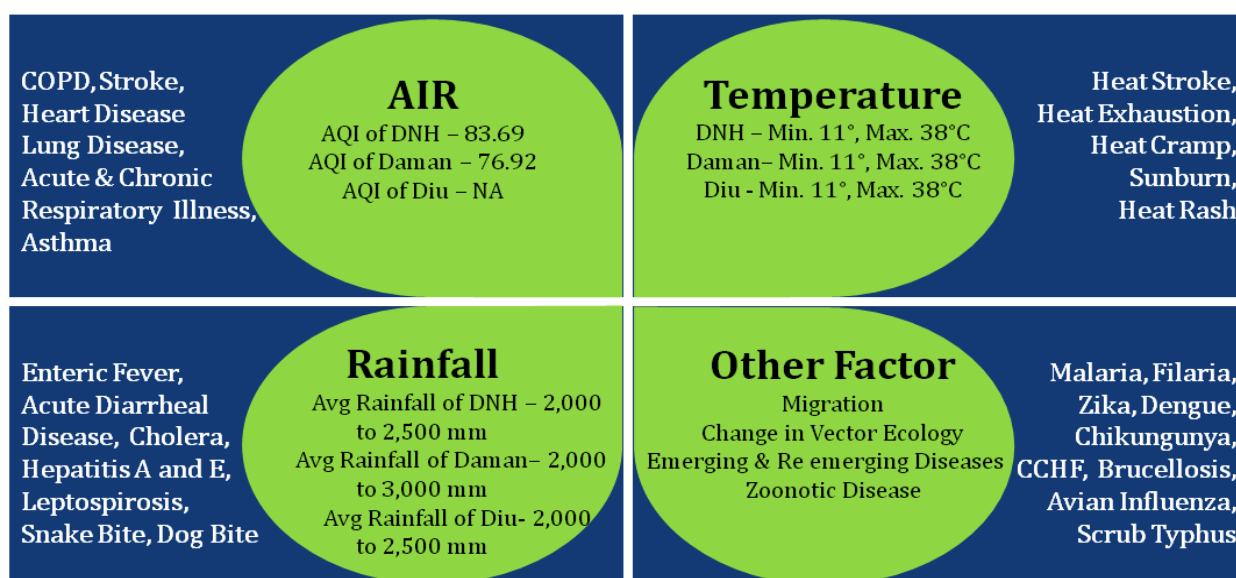 COPD, Stroke,
Heart Disease
Lung Disease,
Acute & Chronic
Respiratory Illness,
Asthma
AIR
AQI of DNH – 83.69
AQI of Daman – 76.92
AQI of Diu – NA
Temperature
DNH – Min. 11°, Max. 38°C
Daman– Min. 11°, Max. 38°C
Diu - Min. 11°, Max. 38°C
Heat Stroke,
Heat Exhaustion,
Heat Cramp,
Sunburn,
Heat Rash
Enteric Fever,
Acute Diarrheal
Disease, Cholera,
Hepatitis A and E,
Leptospirosis,
Snake Bite, Dog Bite
Rainfall
Avg Rainfall of DNH – 2,000
to 2,500 mm
Avg Rainfall of Daman– 2,000
to 3,000 mm
Avg Rainfall of Diu- 2,000
to 2,500 mm
Other Factor
Migration
Change in Vector Ecology
Emerging & Re emerging Diseases
Zoonotic Disease
Malaria, Filaria,
Zika, Dengue,
Chikungunya,
CCHF, Brucellosis,
Avian Influenza,
Scrub Typhus